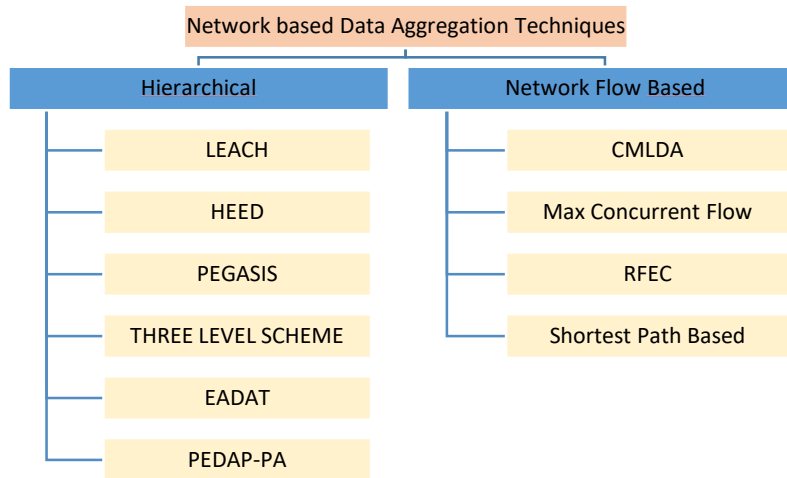 Network based Data Aggregation Techniques
Hierarchical
LEACH
HEED
PEGASIS
THREE LEVEL SCHEME
EADAT
PEDAP-PA
Network Flow Based
CMLDA
Max Concurrent Flow
RFEC
Shortest Path Based